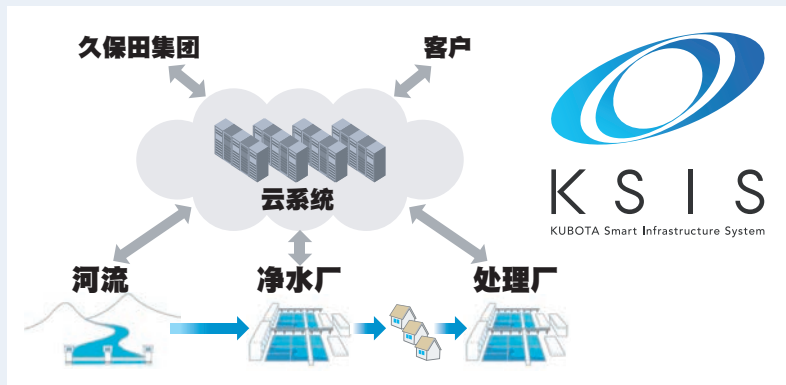 久保田集团
客户
云系统
KSIS
KUBOTA Smart Infrastructure System
河流
净水厂
处理厂